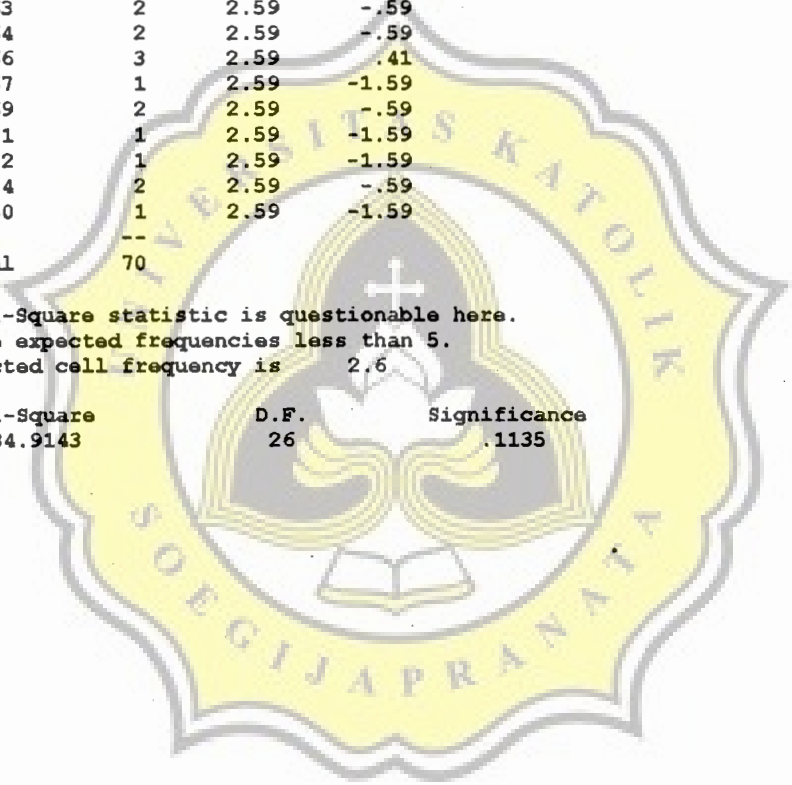 3 2 2.59 -.59
4 2 2.59 -.59
6 3 2.59 .41
7 1 2.59 -1.59
9 2 2.59 -.59
1 1 2.59 -1.59
2 1 2.59 -1.59
4 2 2.59 -.59
0 1 2.59 -1.59
--
70
-Square statistic is questionable here.
expected frequencies less than 5.
cted cell frequency is 2.6
-Square D.F. Significance
4.9143 26 .1135
UNIVERSITAS KATOLIK
SOEGIJAPRANATA